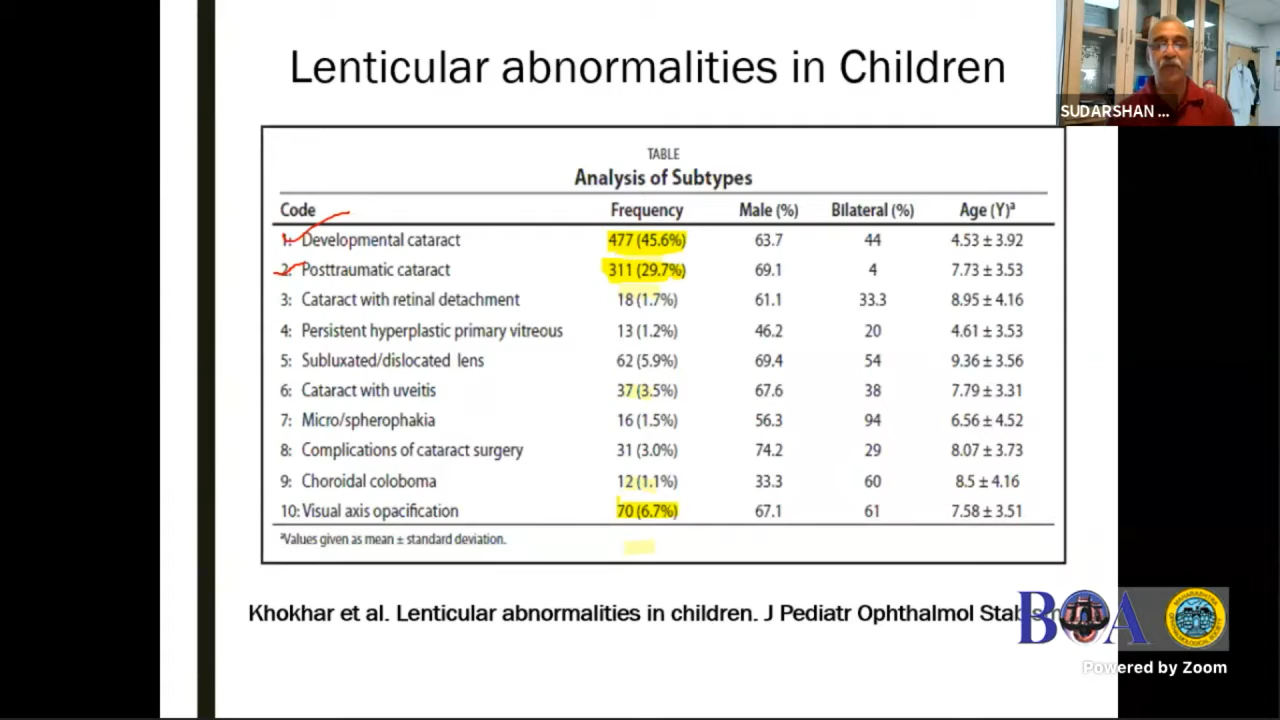 Lenticular abnormalities in Children
SUDARSHAN ...
TABLE
Analysis of Subtypes
Code Frequency Male (%) Bilateral (%) Age (Y)ª
1: Developmental cataract 477 (45.6%) 63.7 44 4.53 ± 3.92
2: Posttraumatic cataract 311 (29.7%) 69.1 4 7.73 ± 3.53
3: Cataract with retinal detachment 18 (1.7%) 61.1 33.3 8.95 ± 4.16
4: Persistent hyperplastic primary vitreous 13 (1.2%) 46.2 20 4.61 ± 3.53
5: Subluxated/dislocated lens 62 (5.9%) 69.4 54 9.36 ± 3.56
6: Cataract with uveitis 37 (3.5%) 67.6 38 7.79 ± 3.31
7: Micro/spherophakia 16 (1.5%) 56.3 94 6.56 ± 4.52
8: Complications of cataract surgery 31 (3.0%) 74.2 29 8.07 ± 3.73
9: Choroidal coloboma 12 (1.1%) 33.3 60 8.5 ± 4.16
10: Visual axis opacification 70 (6.7%) 67.1 61 7.58 ± 3.51
ªValues given as mean ± standard deviation.
Khokhar et al. Lenticular abnormalities in children. J Pediatr Ophthalmol
BOA
Powered by Zoom